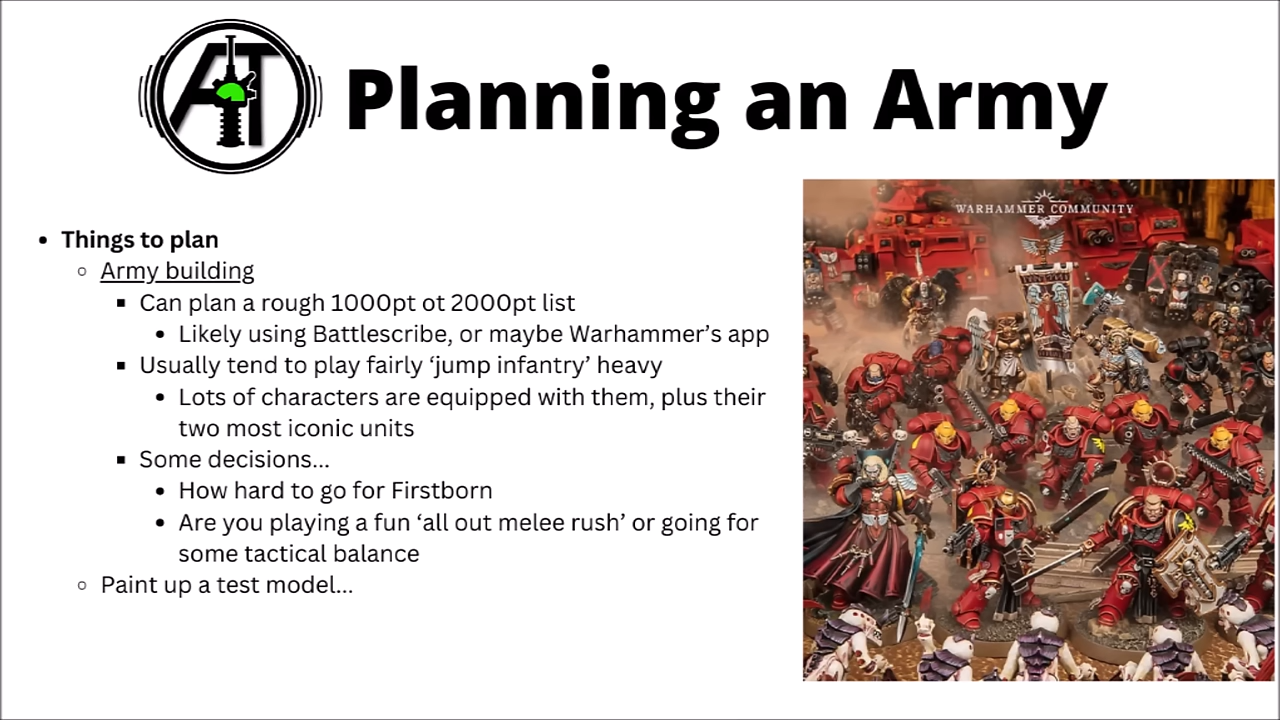 AT
Planning an Army
WARHAMMER COMMUNITY
• Things to plan
◦ Army building
▪ Can plan a rough 1000pt ot 2000pt list
• Likely using Battlescribe, or maybe Warhammer’s app
▪ Usually tend to play fairly ‘jump infantry’ heavy
• Lots of characters are equipped with them, plus their
two most iconic units
▪ Some decisions...
• How hard to go for Firstborn
• Are you playing a fun ‘all out melee rush’ or going for
some tactical balance
◦ Paint up a test model...